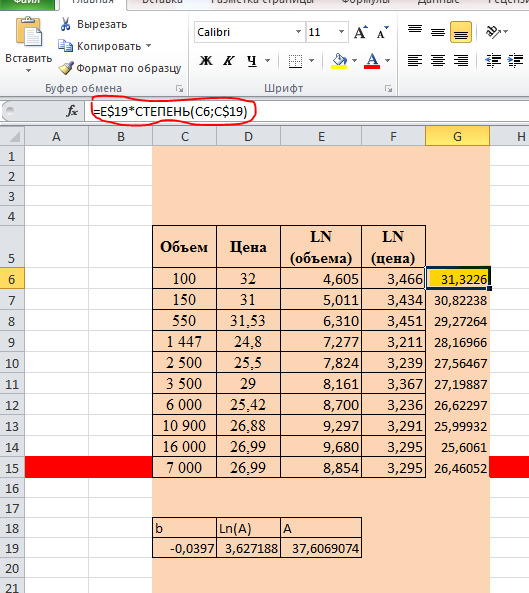 Файл Главная Вставка Разметка страницы Формулы Данные Рецензи
Вставить
Вырезать
Копировать
Формат по образцу
Буфер обмена
Calibri 11
Ж К Ч
Шрифт
fx =E$19*СТЕПЕНЬ(C6;C$19)
A B C D E F G H
1
2
3
4
5 Объем Цена LN (объема) LN (цена)
6 100 32 4,605 3,466 31,3226
7 150 31 5,011 3,434 30,82238
8 550 31,53 6,310 3,451 29,27264
9 1 447 24,8 7,277 3,211 28,16966
10 2 500 25,5 7,824 3,239 27,56467
11 3 500 29 8,161 3,367 27,19887
12 6 000 25,42 8,700 3,236 26,62297
13 10 900 26,88 9,297 3,291 25,99932
14 16 000 26,99 9,680 3,295 25,6061
15 7 000 26,99 8,854 3,295 26,46052
16
17
18 b Ln(A) A
19 -0,0397 3,627188 37,6069074
20
21